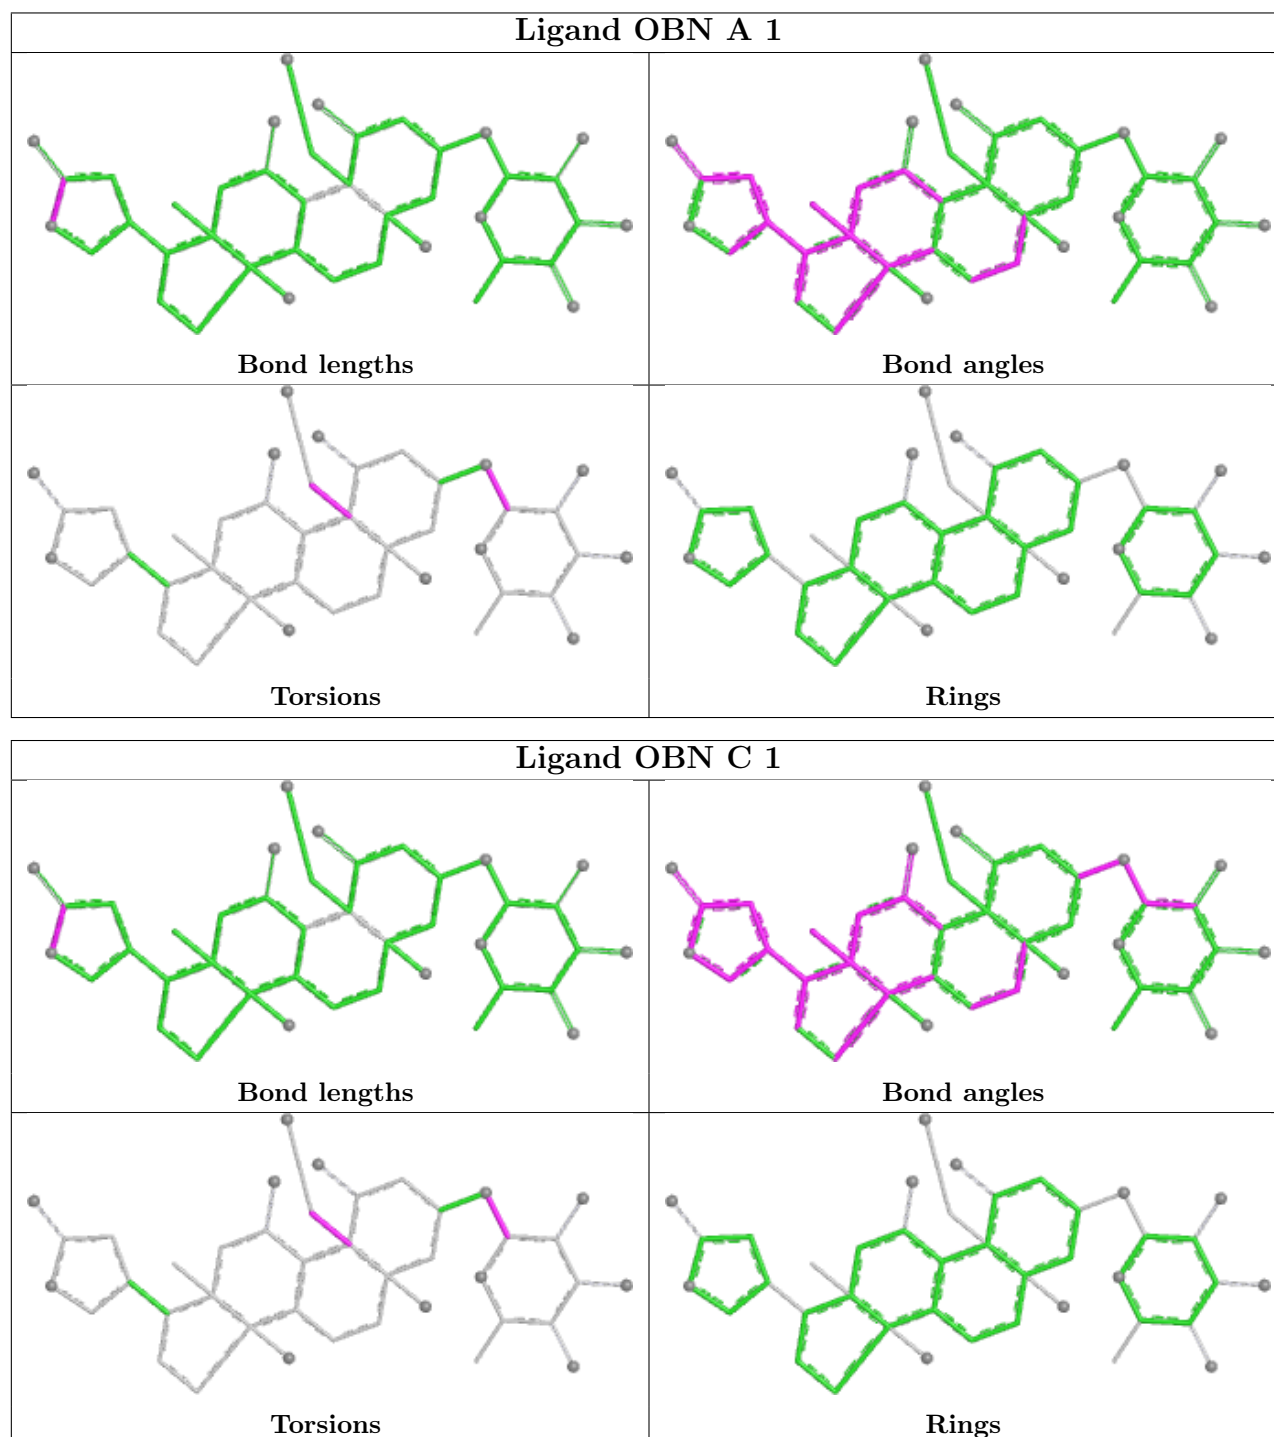 Ligand OBN A 1
Bond lengths
Bond angles
Torsions
Rings
Ligand OBN C 1
Bond lengths
Bond angles
Torsions
Rings